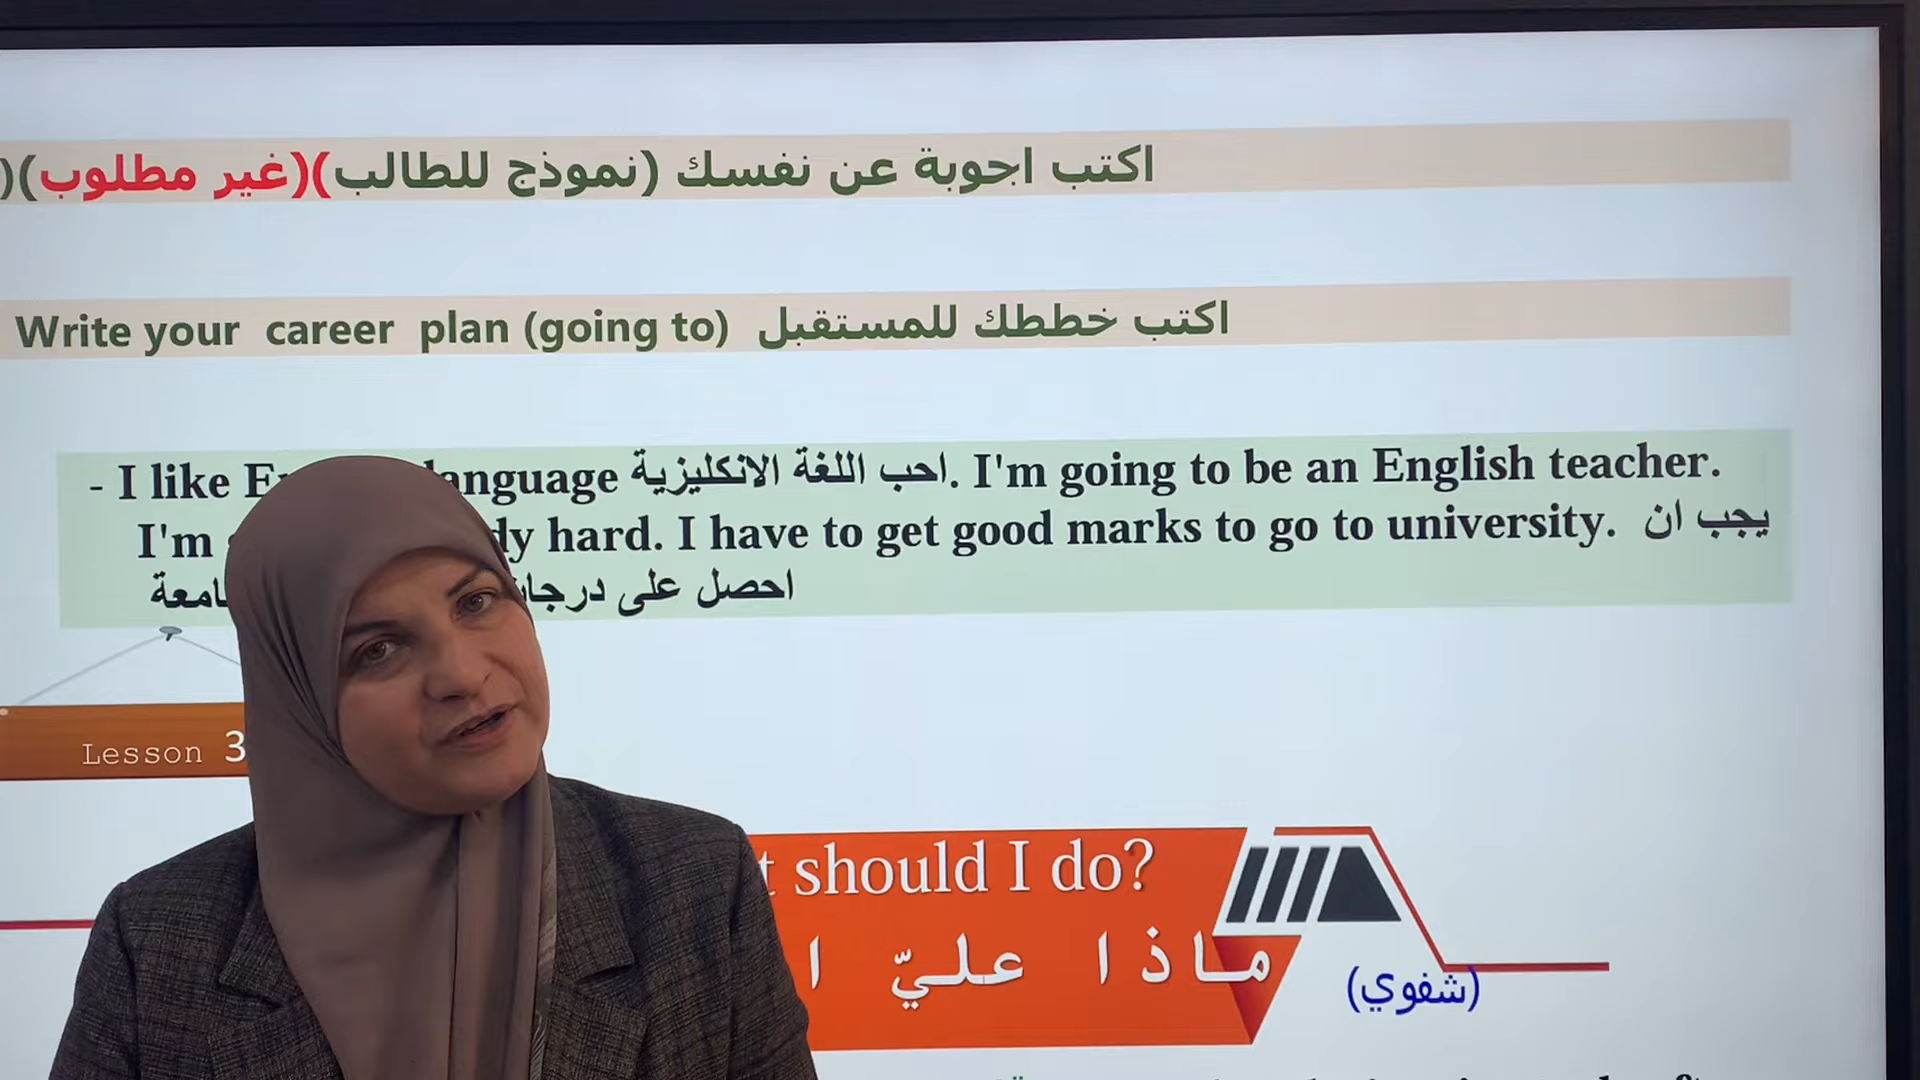 اكتب اجوبة عن نفسك (نموذج للطالب)(غير مطلوب)(
Write your career plan (going to) اكتب خططك للمستقبل
- I like language احب اللغة الانكليزية. I'm going to be an English teacher.
I'm hard. I have to get good marks to go to university. يجب ان
احصل على
Lesson 3
should I do?
ماذا عليّ
(شفوي)